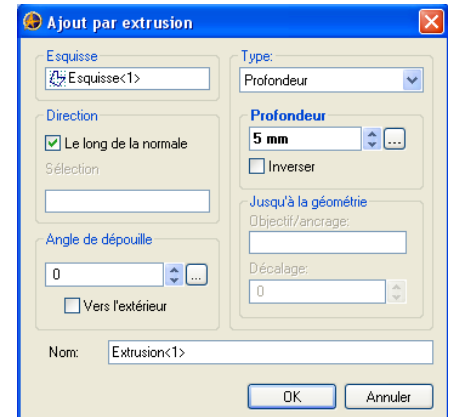 Ajout par extrusion
Esquisse
Esquisse<1>
Direction
Le long de la normale
Sélection
Angle de dépouille
0
...
Vers l'extérieur
Type:
Profondeur
Profondeur
5 mm
...
Inverser
Jusqu'à la géométrie
Objectif/ancrage:
Décalage:
0
Nom:
Extrusion<1>
OK
Annuler